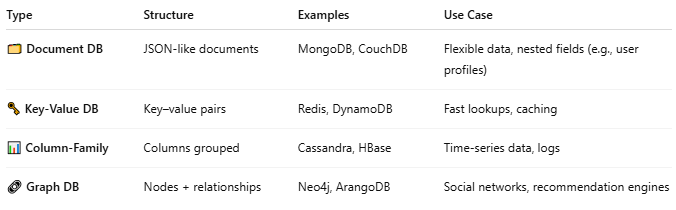 Type Structure Examples Use Case
Document DB JSON-like documents MongoDB, CouchDB Flexible data, nested fields (e.g., user
profiles)
Key-Value DB Key–value pairs Redis, DynamoDB Fast lookups, caching
Column-Family Columns grouped Cassandra, HBase Time-series data, logs
Graph DB Nodes + relationships Neo4j, ArangoDB Social networks, recommendation engines